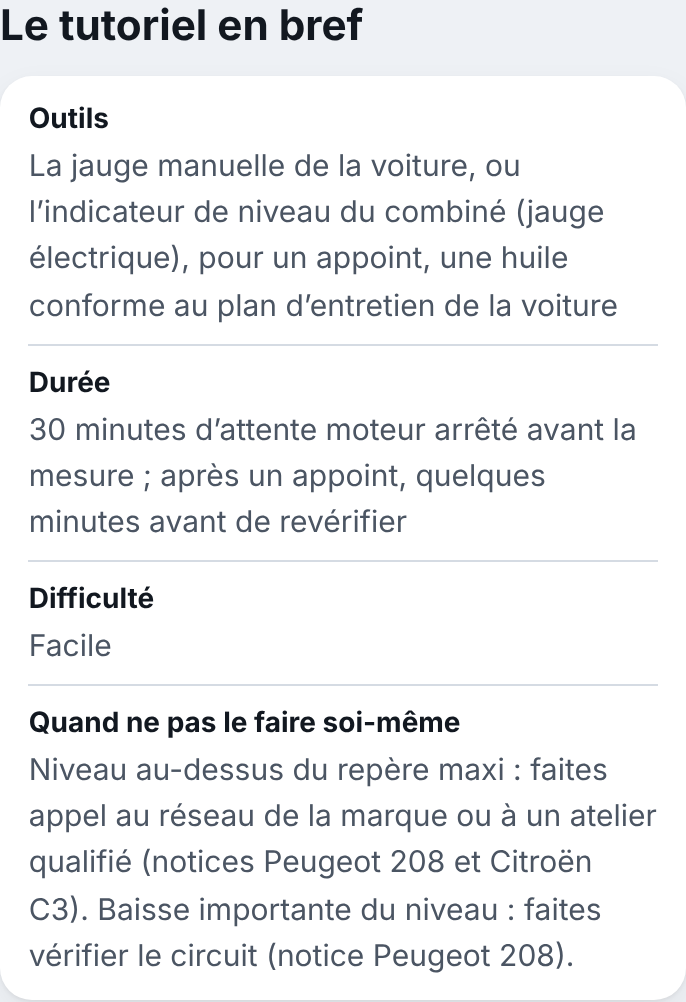 Le tutoriel en bref
Outils
La jauge manuelle de la voiture, ou
l’indicateur de niveau du combiné (jauge
électrique), pour un appoint, une huile
conforme au plan d’entretien de la voiture
Durée
30 minutes d’attente moteur arrêté avant la
mesure ; après un appoint, quelques
minutes avant de revérifier
Difficulté
Facile
Quand ne pas le faire soi-même
Niveau au-dessus du repère maxi : faites
appel au réseau de la marque ou à un atelier
qualifié (notices Peugeot 208 et Citroën
C3). Baisse importante du niveau : faites
vérifier le circuit (notice Peugeot 208).